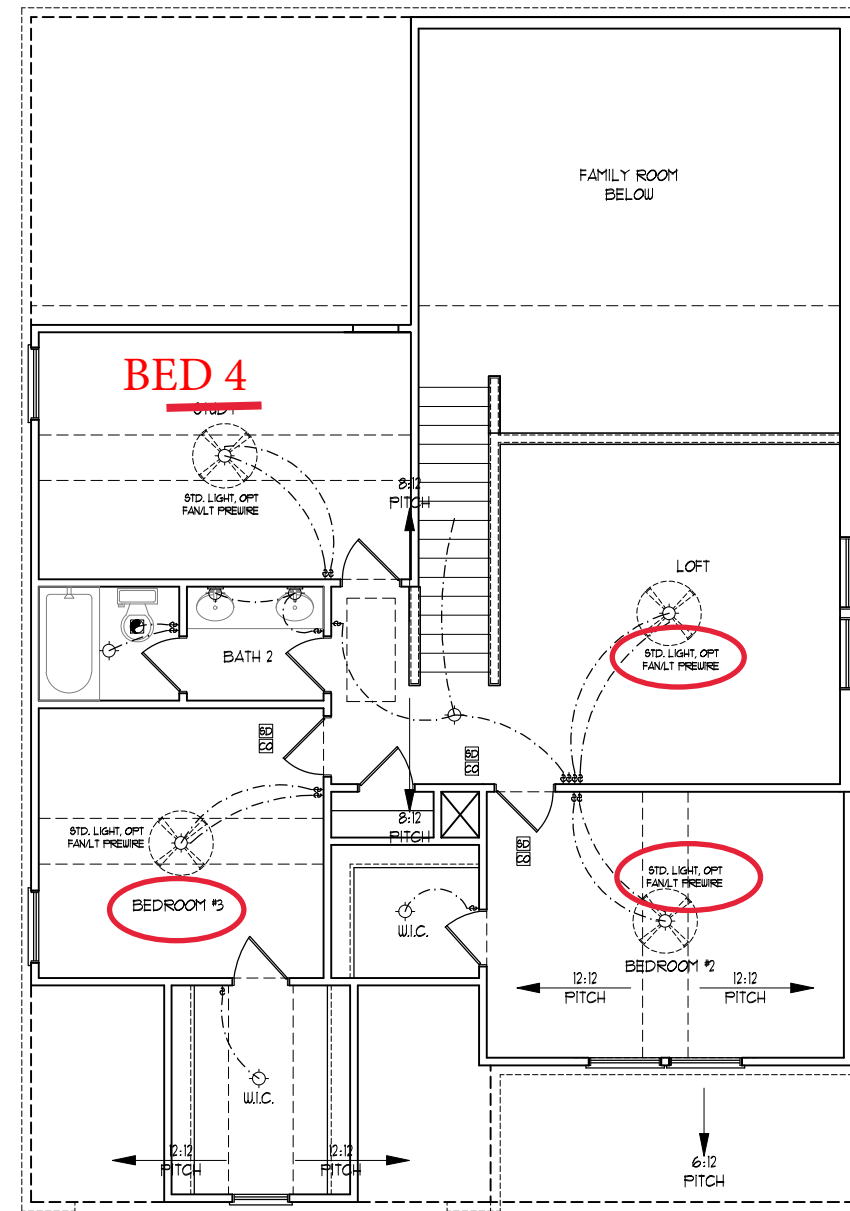 FAMILY ROOM
BELOW
BED 4
STUDY
STD. LIGHT, OPT
FAN/LT PREWIRE
8:12
PITCH
LOFT
STD. LIGHT, OPT
FAN/LT PREWIRE
BATH 2
SD
CO
SD
CO
8:12
PITCH
STD. LIGHT, OPT
FAN/LT PREWIRE
BEDROOM #3
SD
CO
STD. LIGHT, OPT
FAN/LT PREWIRE
W.I.C.
BEDROOM #2
12:12
PITCH
12:12
PITCH
W.I.C.
12:12
PITCH
12:12
PITCH
6:12
PITCH